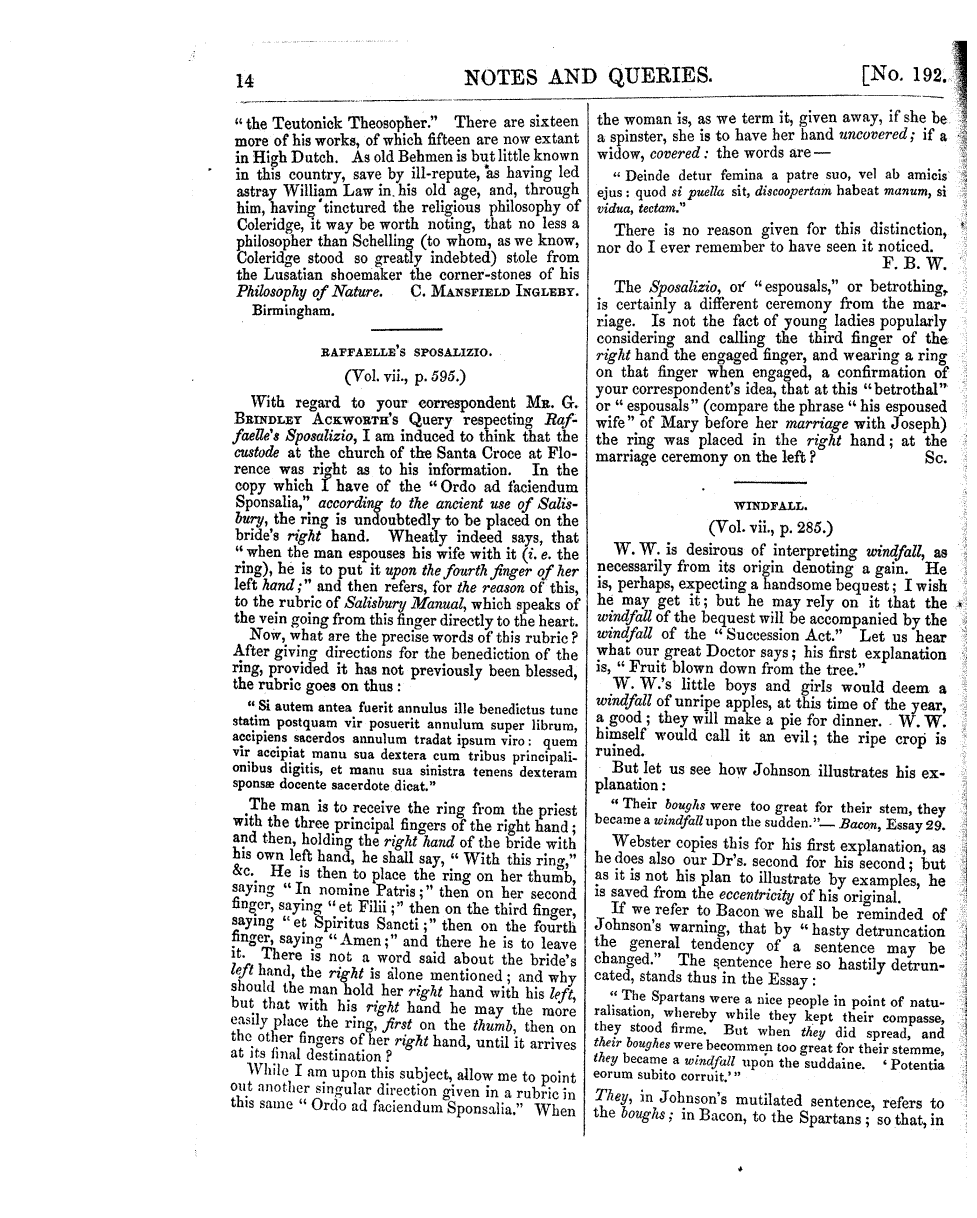 14 NOTES AND QUERIES. [No. 192.
“the Teutonick Theosopher.” There are sixteen
more of his works, of which fifteen are now extant
in High Dutch. As old Behmen is but little known
in this country, save by ill-repute, as having led
astray William Law in his old age, and, through
him, having tinctured the religious philosophy of
Coleridge, it way be worth noting, that no less a
philosopher than Schelling (to whom, as we know,
Coleridge stood so greatly indebted) stole from
the Lusatian shoemaker the corner-stones of his
Philosophy of Nature. C. MANSFIELD INGLEBY.
Birmingham.
RAFFAELLE'S SPOSALIZIO.
(Vol. vii., p. 595.)
With regard to your correspondent MR. G.
BRINDLEY ACKWORTH'S Query respecting Raf-
faelle's Sposalizio, I am induced to think that the
custode at the church of the Santa Croce at Flo-
rence was right as to his information. In the
copy which I have of the “Ordo ad faciendum
Sponsalia,” according to the ancient use of Salis-
bury, the ring is undoubtedly to be placed on the
bride's right hand. Wheatly indeed says, that
“when the man espouses his wife with it (i. e. the
ring), he is to put it upon the fourth finger of her
left hand;” and then refers, for the reason of this,
to the rubric of Salisbury Manual, which speaks of
the vein going from this finger directly to the heart.
Now, what are the precise words of this rubric?
After giving directions for the benediction of the
ring, provided it has not previously been blessed,
the rubric goes on thus:
“Si autem antea fuerit annulus ille benedictus tunc
statim postquam vir posuerit annulum super librum,
accipiens sacerdos annulum tradat ipsum viro: quem
vir accipiat manu sua dextera cum tribus principali-
onibus digitis, et manu sua sinistra tenens dexteram
sponsæ docente sacerdote dicat.”
The man is to receive the ring from the priest
with the three principal fingers of the right hand;
and then, holding the right hand of the bride with
his own left hand, he shall say, “With this ring,”
&c. He is then to place the ring on her thumb,
saying “In nomine Patris;” then on her second
finger, saying “et Filii;” then on the third finger,
saying “et Spiritus Sancti;” then on the fourth
finger, saying “Amen;” and there he is to leave
it. There is not a word said about the bride's
left hand, the right is alone mentioned; and why
should the man hold her right hand with his left,
but that with his right hand he may the more
easily place the ring, first on the thumb, then on
the other fingers of her right hand, until it arrives
at its final destination?
While I am upon this subject, allow me to point
out another singular direction given in a rubric in
this same “Ordo ad faciendum Sponsalia.” When
the woman is, as we term it, given away, if she be
a spinster, she is to have her hand uncovered; if a
widow, covered: the words are—
“Deinde detur femina a patre suo, vel ab amicis
ejus: quod si puella sit, discoopertam habeat manum, si
vidua, tectam.”
There is no reason given for this distinction,
nor do I ever remember to have seen it noticed.
F. B. W.
The Sposalizio, or “espousals,” or betrothing,
is certainly a different ceremony from the mar-
riage. Is not the fact of young ladies popularly
considering and calling the third finger of the
right hand the engaged finger, and wearing a ring
on that finger when engaged, a confirmation of
your correspondent's idea, that at this “betrothal”
or “espousals” (compare the phrase “his espoused
wife” of Mary before her marriage with Joseph)
the ring was placed in the right hand; at the
marriage ceremony on the left? SC.
WINDFALL.
(Vol. vii., p. 285.)
W. W. is desirous of interpreting windfall, as
necessarily from its origin denoting a gain. He
is, perhaps, expecting a handsome bequest; I wish
he may get it; but he may rely on it that the
windfall of the bequest will be accompanied by the
windfall of the “Succession Act.” Let us hear
what our great Doctor says; his first explanation
is, “Fruit blown down from the tree.”
W. W.'s little boys and girls would deem a
windfall of unripe apples, at this time of the year,
a good; they will make a pie for dinner. W. W.
himself would call it an evil; the ripe crop is
ruined.
But let us see how Johnson illustrates his ex-
planation:
“Their boughs were too great for their stem, they
became a windfall upon the sudden.”—Bacon, Essay 29.
Webster copies this for his first explanation, as
he does also our Dr's. second for his second; but
as it is not his plan to illustrate by examples, he
is saved from the eccentricity of his original.
If we refer to Bacon we shall be reminded of
Johnson's warning, that by “hasty detruncation
the general tendency of a sentence may be
changed.” The sentence here so hastily detrun-
cated, stands thus in the Essay:
“The Spartans were a nice people in point of natu-
ralisation, whereby while they kept their compasse,
they stood firme. But when they did spread, and
their boughes were becommen too great for their stemme,
they became a windfall upon the suddaine. ‘Potentia
eorum subito corruit.’”
They, in Johnson's mutilated sentence, refers to
the boughs; in Bacon, to the Spartans; so that, in